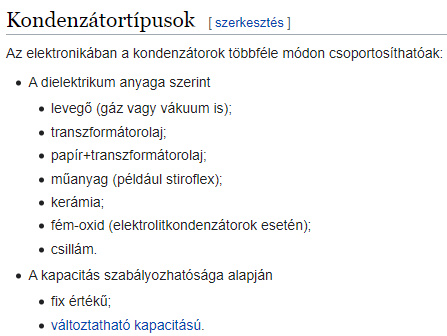 Kondenzátortípusok [ szerkesztés ]
Az elektronikában a kondenzátorok többféle módon csoportosíthatóak:
A dielektrikum anyaga szerint
levegő (gáz vagy vákuum is);
transzformátorolaj;
papír+transzformátorolaj;
műanyag (például stiroflex);
kerámia;
fém-oxid (elektrolitkondenzátorok esetén);
csillám.
A kapacitás szabályozhatósága alapján
fix értékű;
változtatható kapacitású.